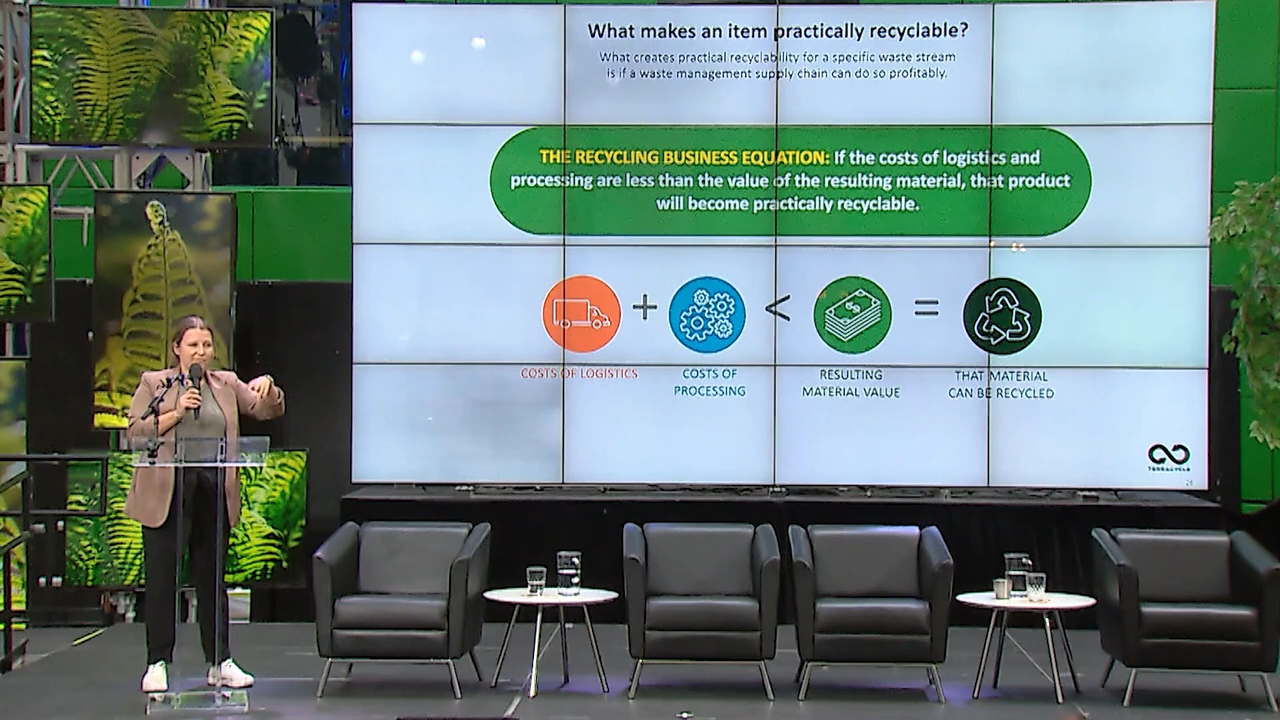 What makes an item practically recyclable?
What creates practical recyclability for a specific waste stream
is if a waste management supply chain can do so profitably.
THE RECYCLING BUSINESS EQUATION: If the costs of logistics and
processing are less than the value of the resulting material, that product
will become practically recyclable.
+ < =
COSTS OF LOGISTICS
COSTS OF
PROCESSING
RESULTING
MATERIAL VALUE
THAT MATERIAL
CAN BE RECYCLED
TERRACYCLE